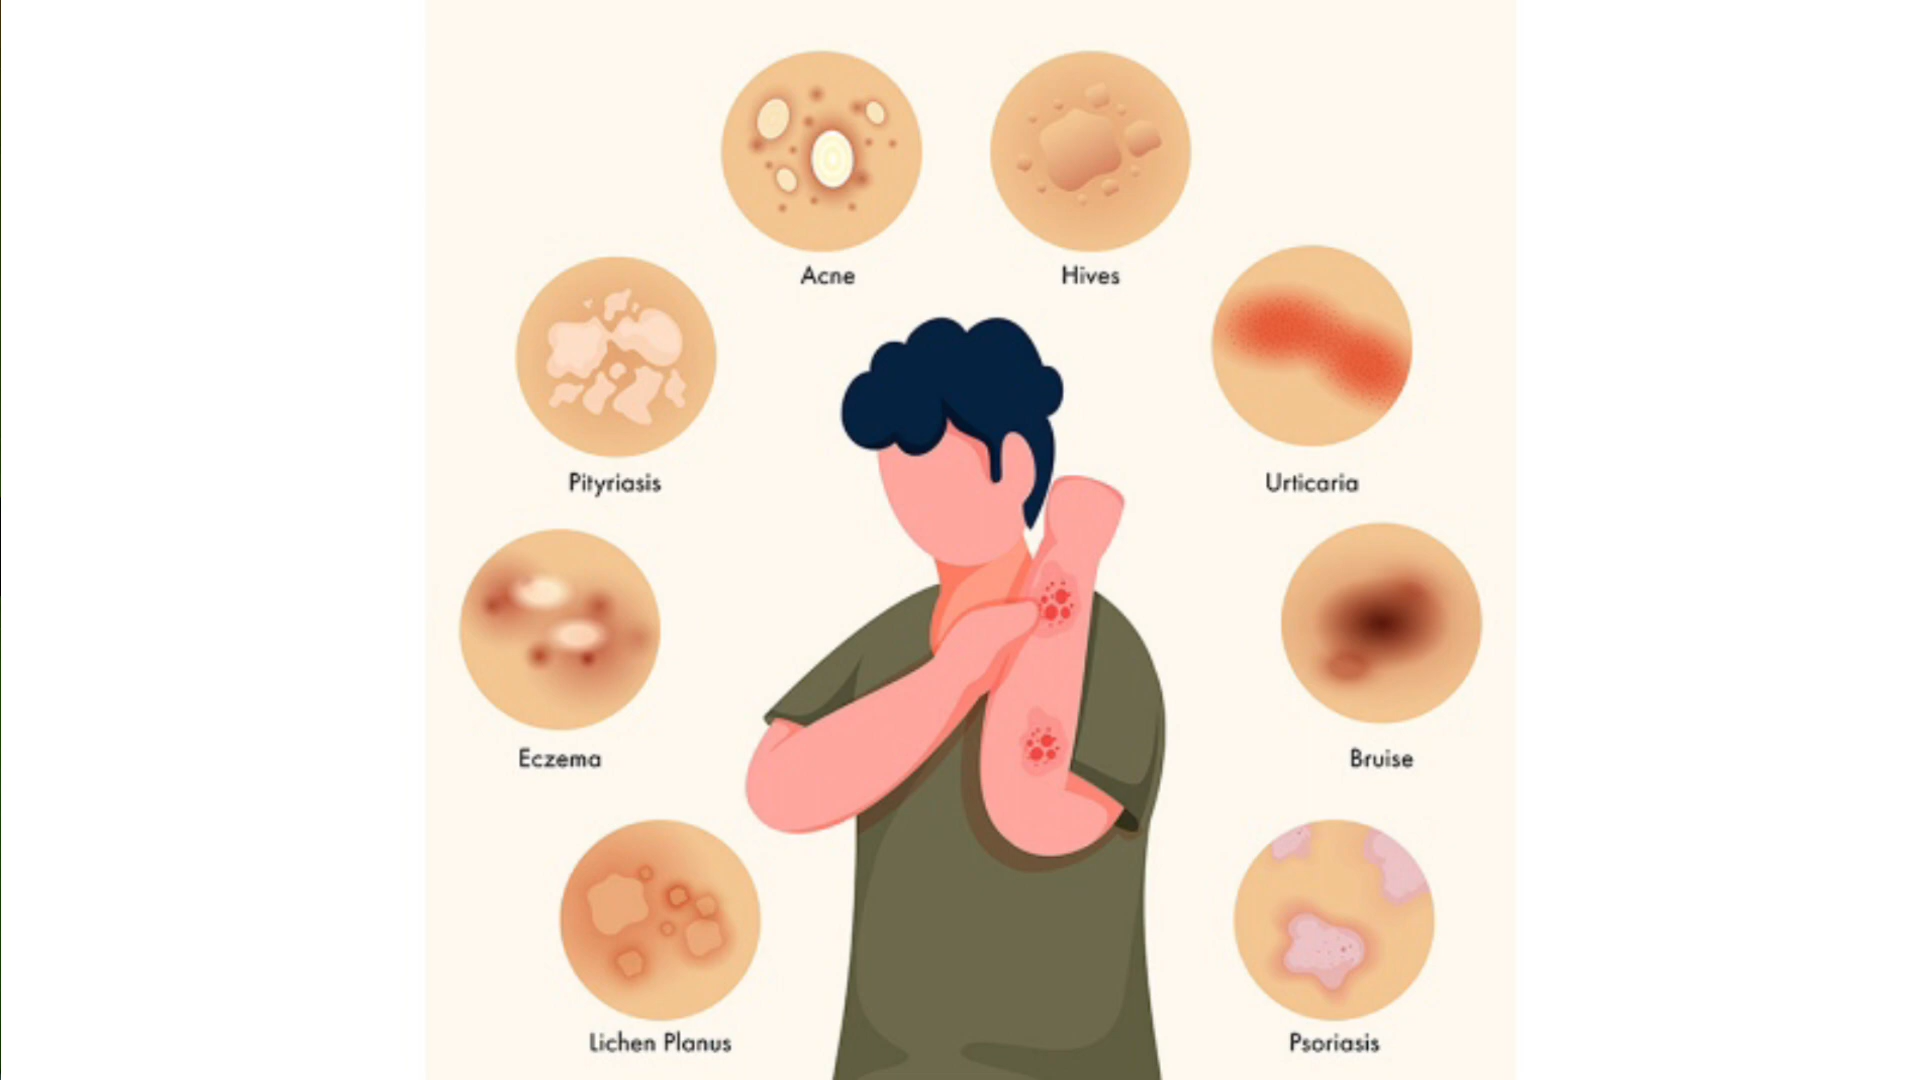 Acne
Hives
Pityriasis
Urticaria
Eczema
Bruise
Lichen Planus
Psoriasis